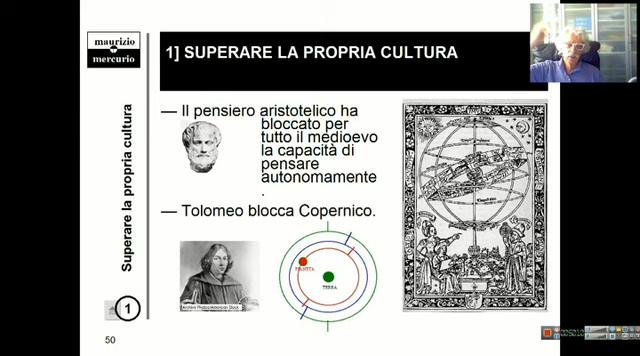 maurizio
mercurio
1] SUPERARE LA PROPRIA CULTURA
Superare la propria cultura
— Il pensiero aristotelico ha
bloccato per
tutto il medioevo
la capacità di
pensare
autonomamente
.
— Tolomeo blocca Copernico.
PIANETA
TERRA
1
50